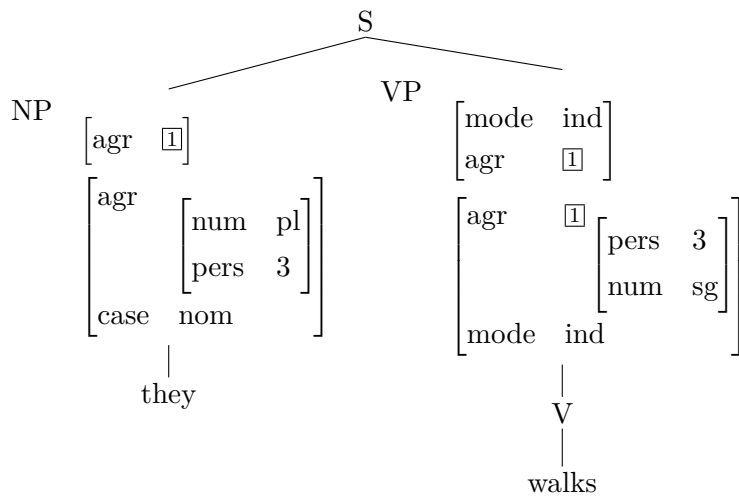 S
NP
agr 1
agr
num pl
pers 3
case nom
they
VP
mode ind
agr 1
agr 1
pers 3
num sg
mode ind
V
walks